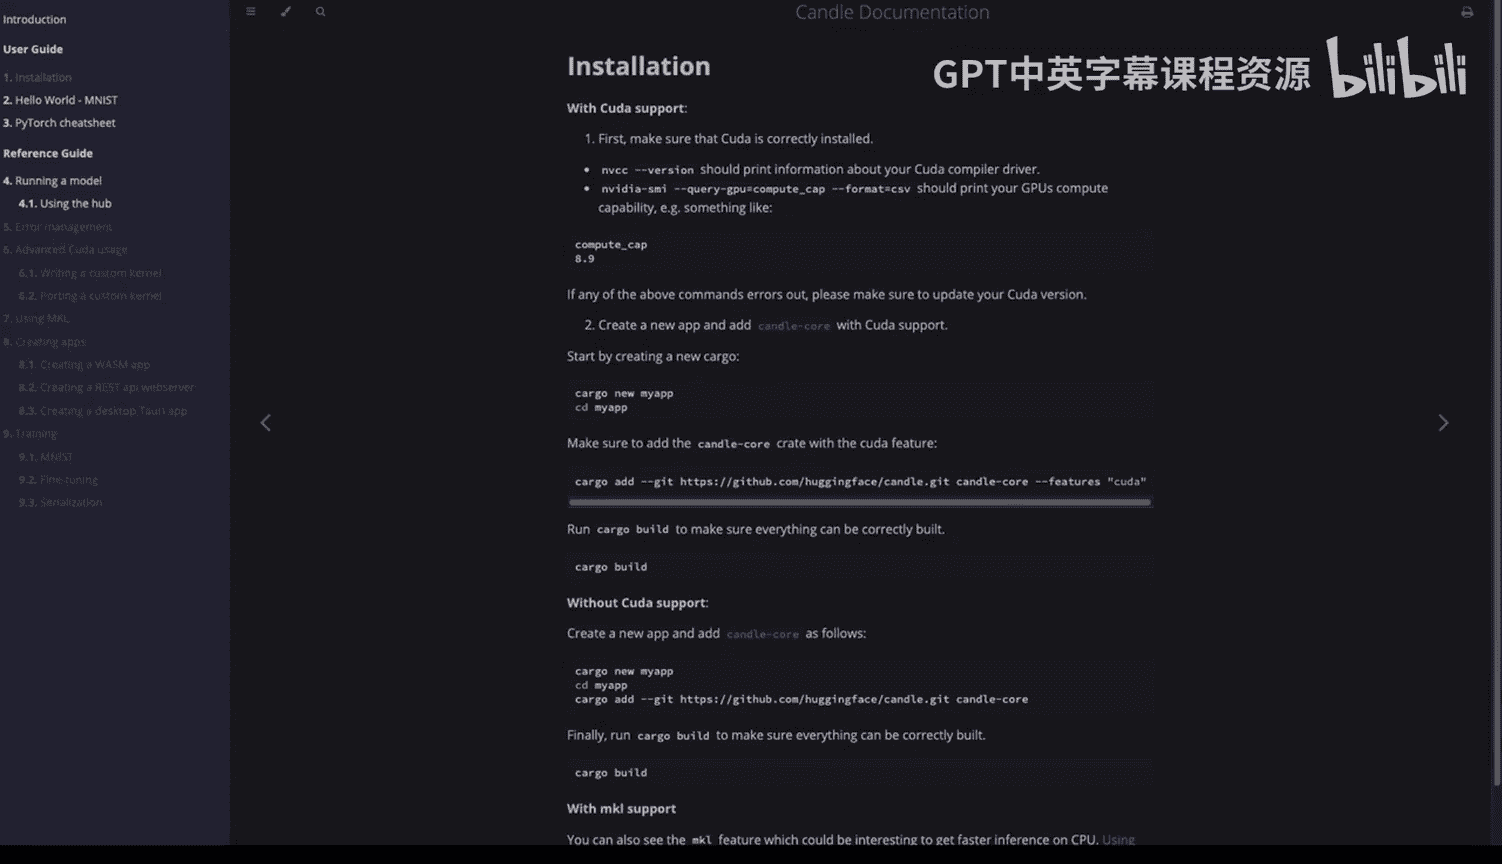 Introduction
User Guide
1. Installation
2. Hello World - MNIST
3. PyTorch cheatsheet
Reference Guide
4. Running a model
4.1. Using the hub
5. Error management
6. Advanced Cuda usage
6.1. Writing a custom kernel
6.2. Porting a custom kernel
7. Using MKL
8. Creating apps
8.1. Creating a WASM app
8.2. Creating a REST api webserver
8.3. Creating a desktop Tauri app
9. Training
9.1. MNIST
9.2. Fine-tuning
9.3. Serialization
Candle Documentation
GPT中英字幕课程资源 bilibili
Installation
With Cuda support:
1. First, make sure that Cuda is correctly installed.
• nvcc --version should print information about your Cuda compiler driver.
• nvidia-smi --query-gpu=compute_cap --format=csv should print your GPUs compute
capability, e.g. something like:
compute_cap
8.9
If any of the above commands errors out, please make sure to update your Cuda version.
2. Create a new app and add candle-core with Cuda support.
Start by creating a new cargo:
cargo new myapp
cd myapp
Make sure to add the candle-core crate with the cuda feature:
cargo add --git https://github.com/huggingface/candle.git candle-core --features "cuda"
Run cargo build to make sure everything can be correctly built.
cargo build
Without Cuda support:
Create a new app and add candle-core as follows:
cargo new myapp
cd myapp
cargo add --git https://github.com/huggingface/candle.git candle-core
Finally, run cargo build to make sure everything can be correctly built.
cargo build
With mkl support
You can also see the mkl feature which could be interesting to get faster inference on CPU. Using